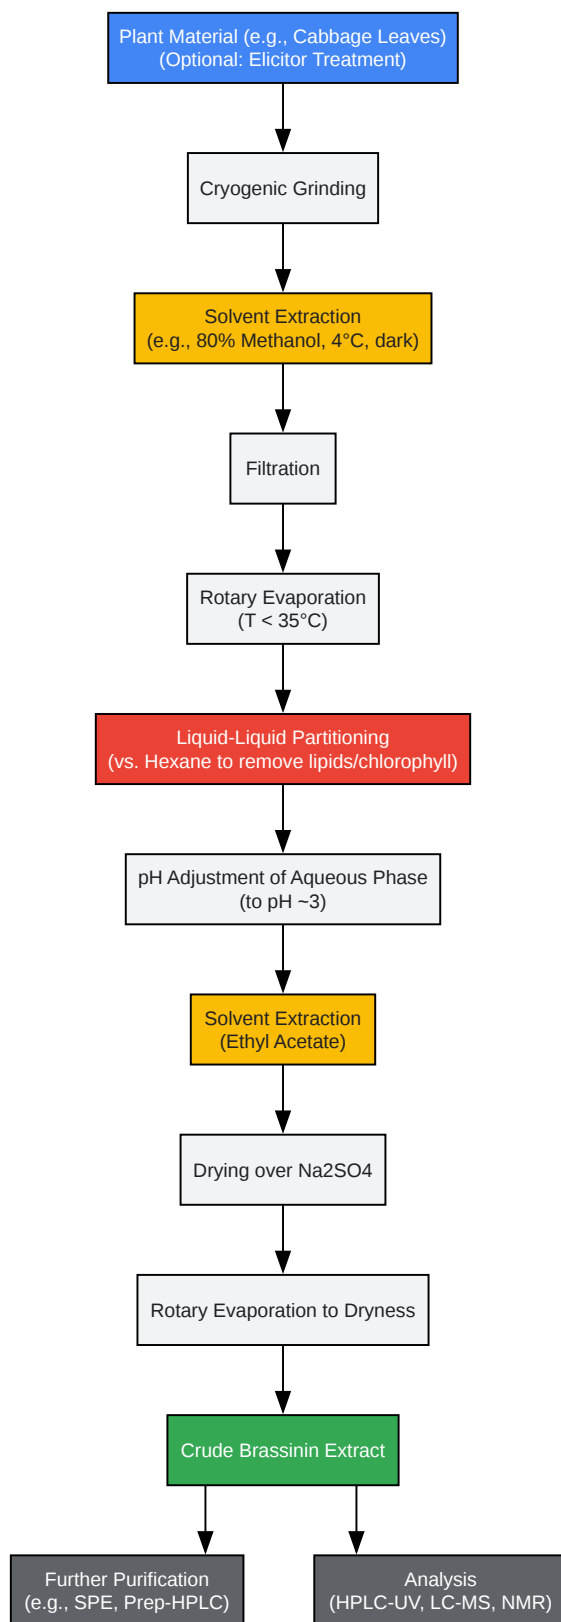 Plant Material (e.g., Cabbage Leaves)
(Optional: Elicitor Treatment)
Cryogenic Grinding
Solvent Extraction
(e.g., 80% Methanol, 4°C, dark)
Filtration
Rotary Evaporation
(T < 35°C)
Liquid-Liquid Partitioning
(vs. Hexane to remove lipids/chlorophyll)
pH Adjustment of Aqueous Phase
(to pH ~3)
Solvent Extraction
(Ethyl Acetate)
Drying over Na2SO4
Rotary Evaporation to Dryness
Crude Brassinin Extract
Further Purification
(e.g., SPE, Prep-HPLC)
Analysis
(HPLC-UV, LC-MS, NMR)